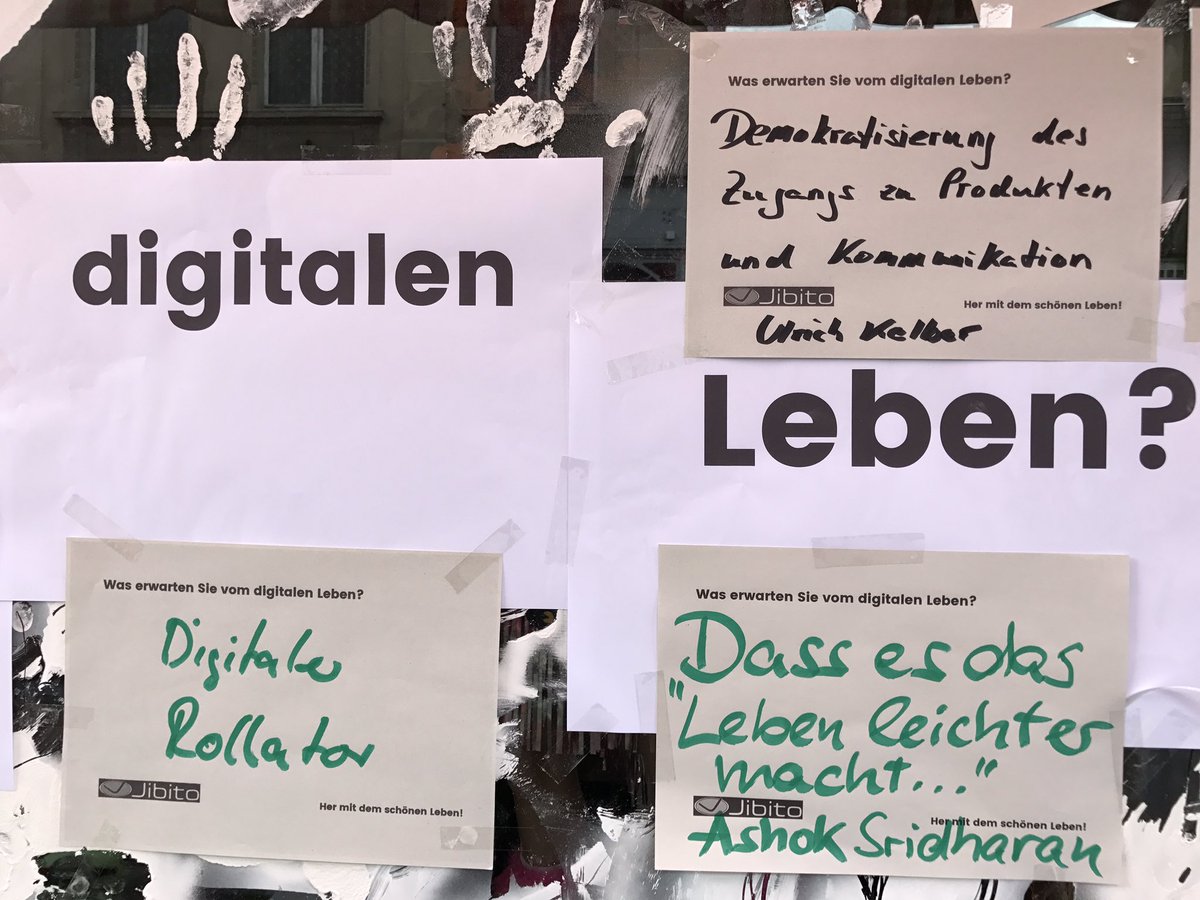 digitalen
Leben?
Was erwarten Sie vom digitalen Leben?
Demokratisierung des
Zugangs zu Produkten
und Kommunikation
Jibito
Her mit dem schönen Leben!
Ulrich Kelber
Was erwarten Sie vom digitalen Leben?
Digitaler
Rollator
Jibito
Her mit dem schönen Leben!
Was erwarten Sie vom digitalen Leben?
Dass es das
"Leben leichter
macht..."
Jibito
Her mit dem schönen Leben!
Ashok Sridharan